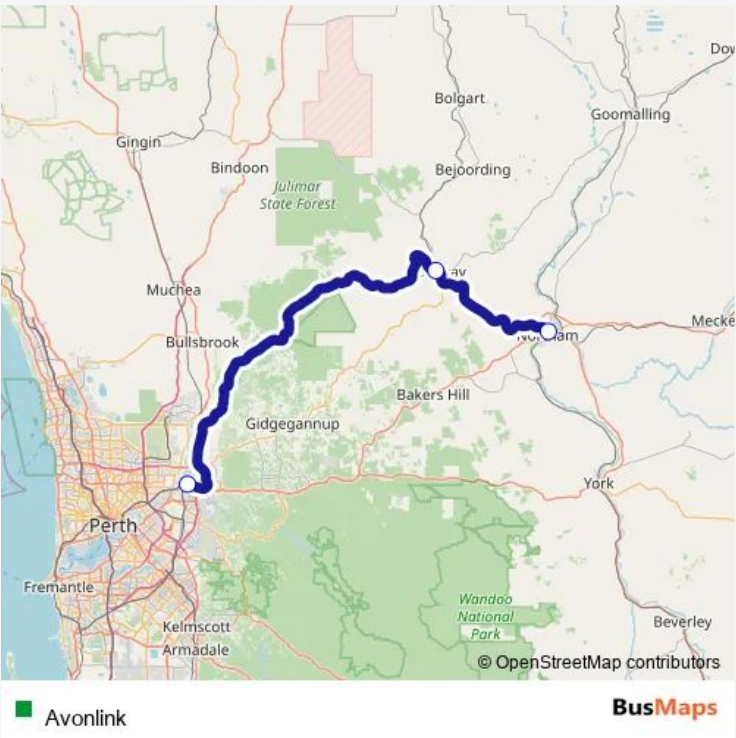 Dow
Bolgart
Goomalling
Gingin
Bindoon
Bejoording
Julimar
State Forest
ay
Muchea
Mecke
Bullsbrook
Bakers Hill
Gidgegannup
York
Perth
Fremantle
Wandoo
National
Park
Kelmscott
Beverley
Armadale
© OpenStreetMap contributors
Avonlink
BusMaps